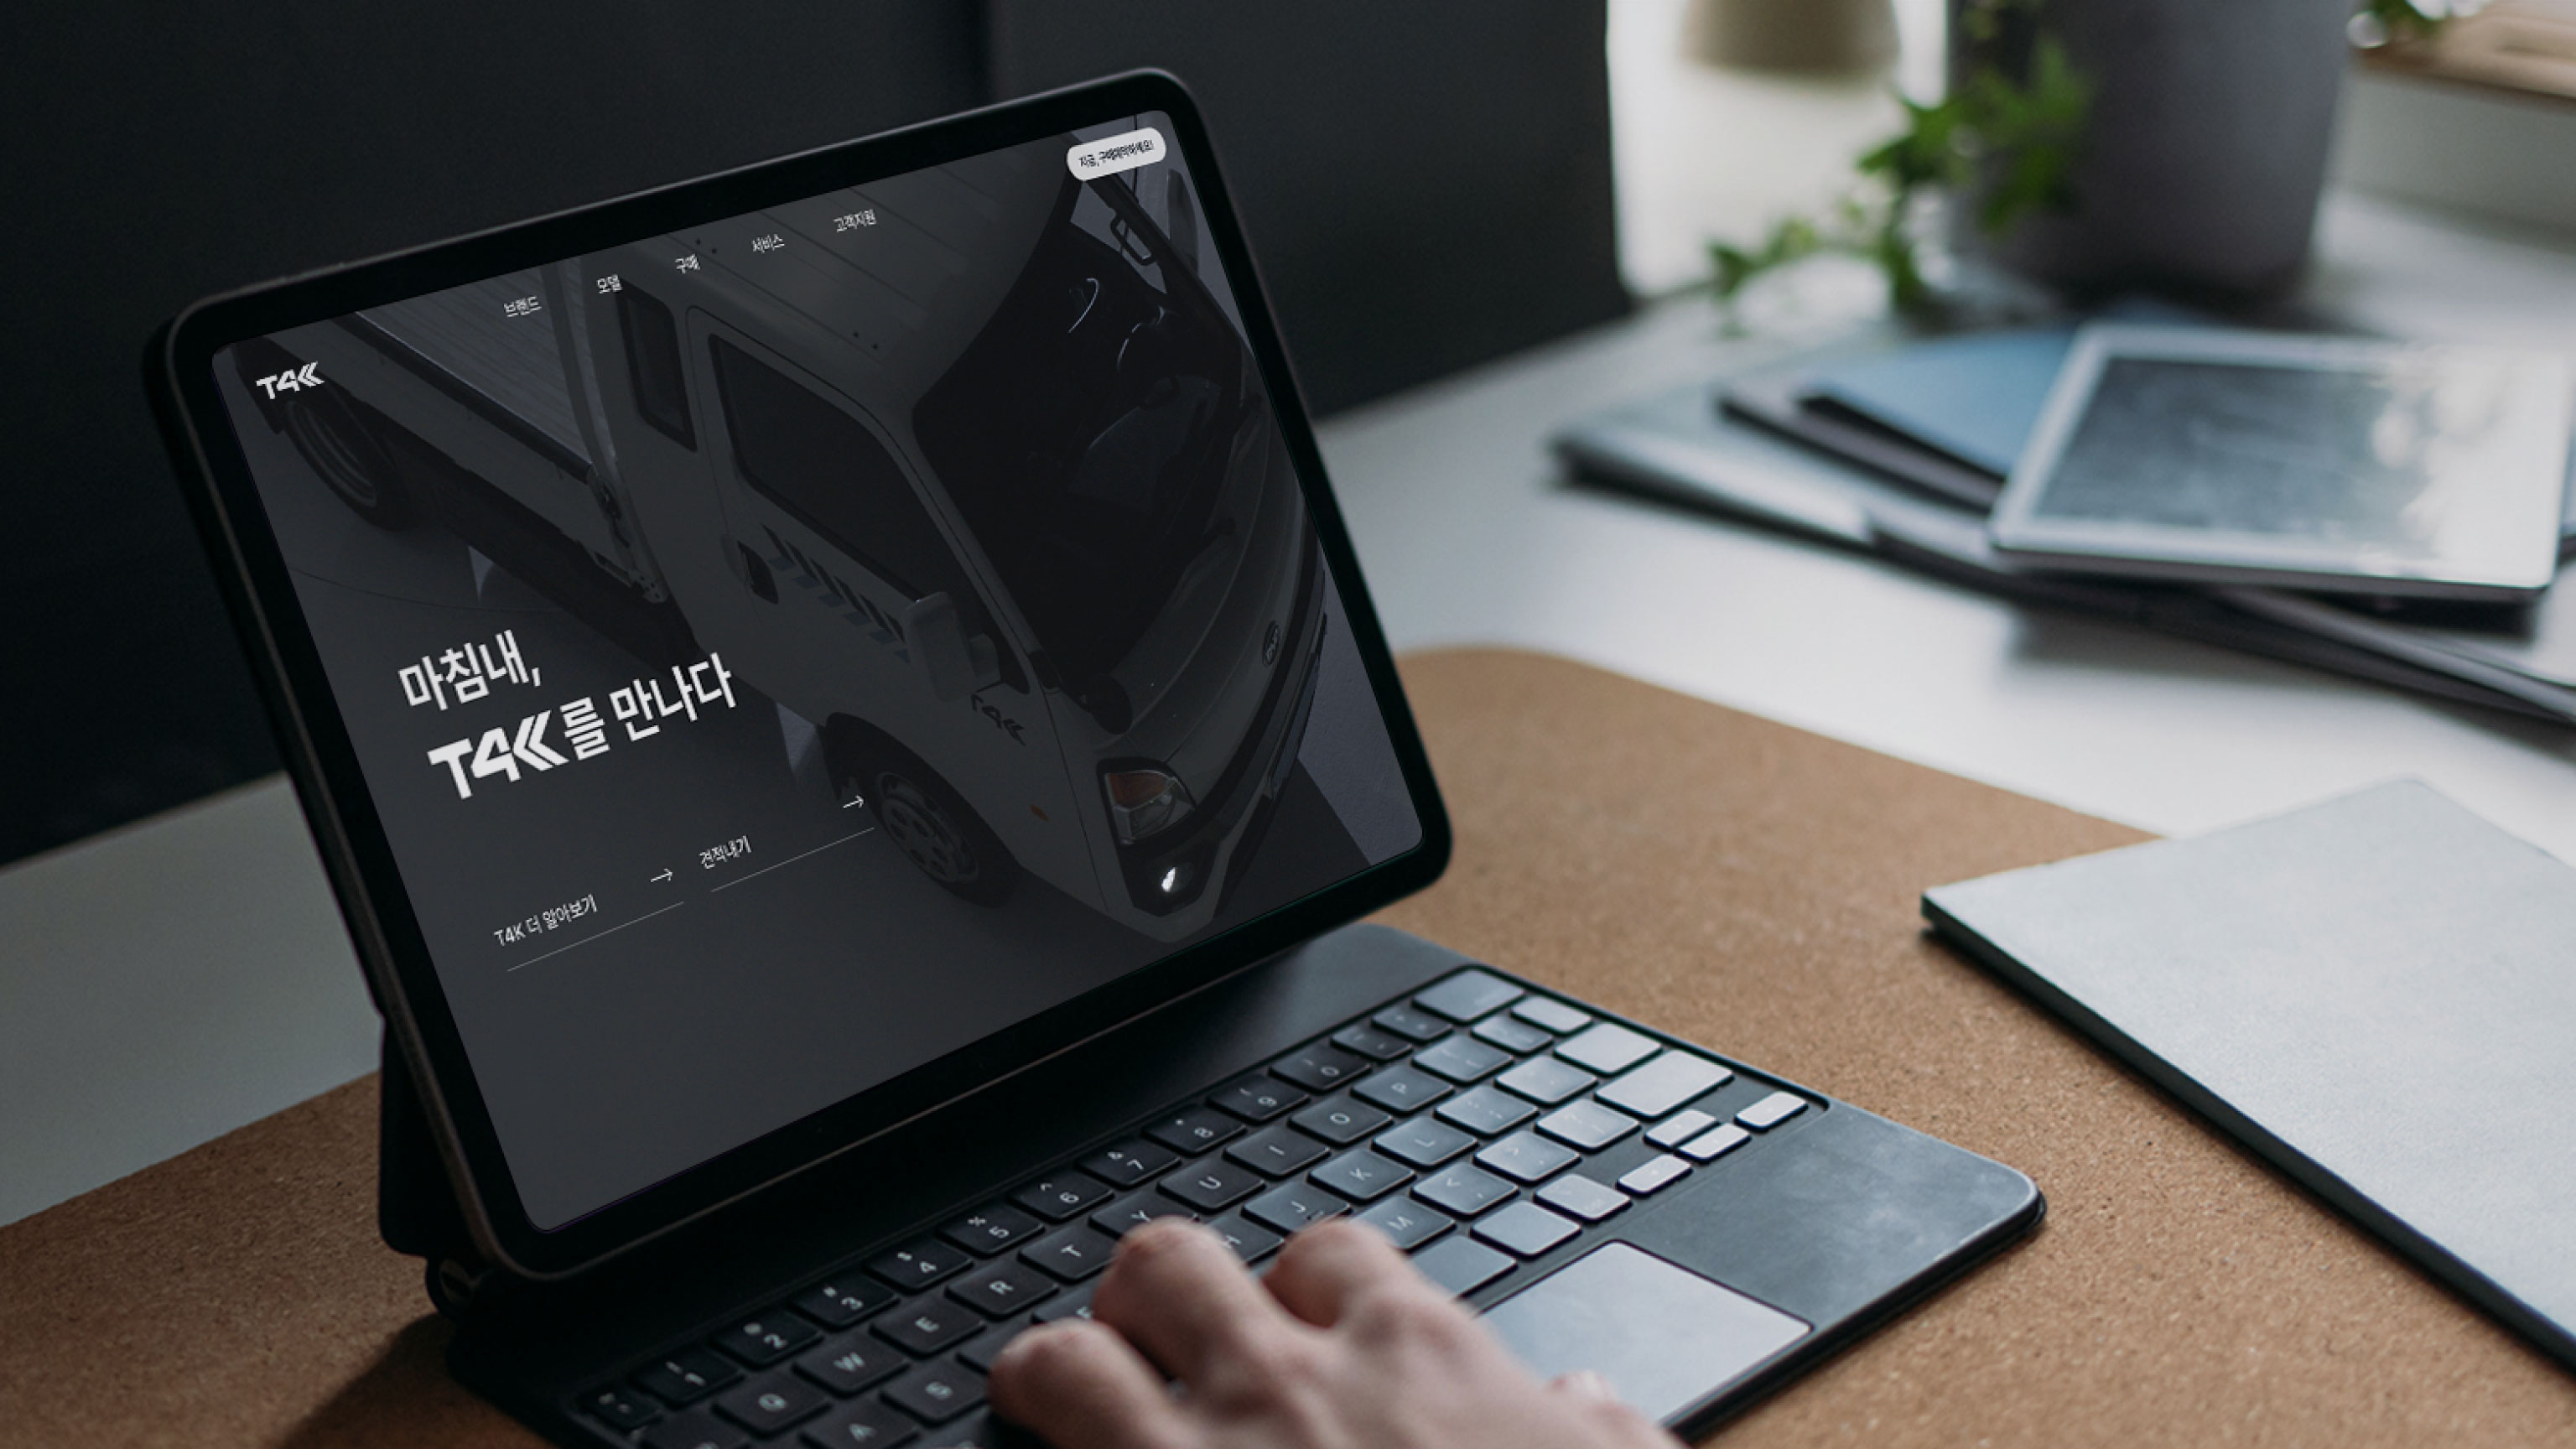 지금, 구매예약하세요!
브랜드
모델
구매
서비스
고객지원
T4K
마침내,
T4K를 만나다
T4K 더 알아보기 →
견적내기 →
T4K